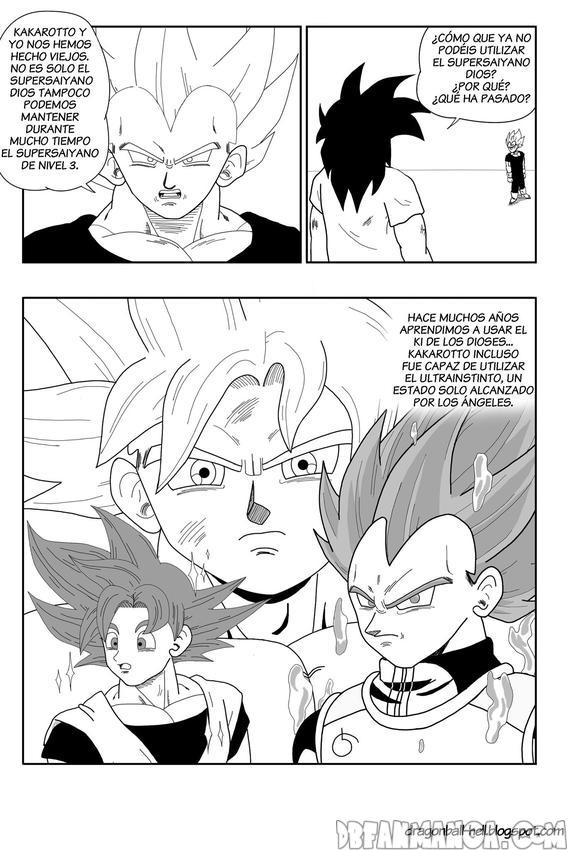 KAKAROTTO Y
YO NOS HEMOS
HECHO VIEJOS.
NO ES SOLO EL
SUPERSAIYANO
DIOS TAMPOCO
PODEMOS
MANTENER
DURANTE
MUCHO TIEMPO
EL SUPERSAIYANO
DE NIVEL 3.
¿CÓMO QUE YA NO
PODÉIS UTILIZAR
EL SUPERSAIYANO
DIOS?
¿POR QUÉ?
¿QUÉ HA PASADO?
HACE MUCHOS AÑOS
APRENDIMOS A USAR EL
KI DE LOS DIOSES...
KAKAROTTO INCLUSO
FUE CAPAZ DE UTILIZAR
EL ULTRAINSTINTO, UN
ESTADO SOLO ALCANZADO
POR LOS ÁNGELES.
dragonball-hell.blogspot.com
DBFANMANGA.COM